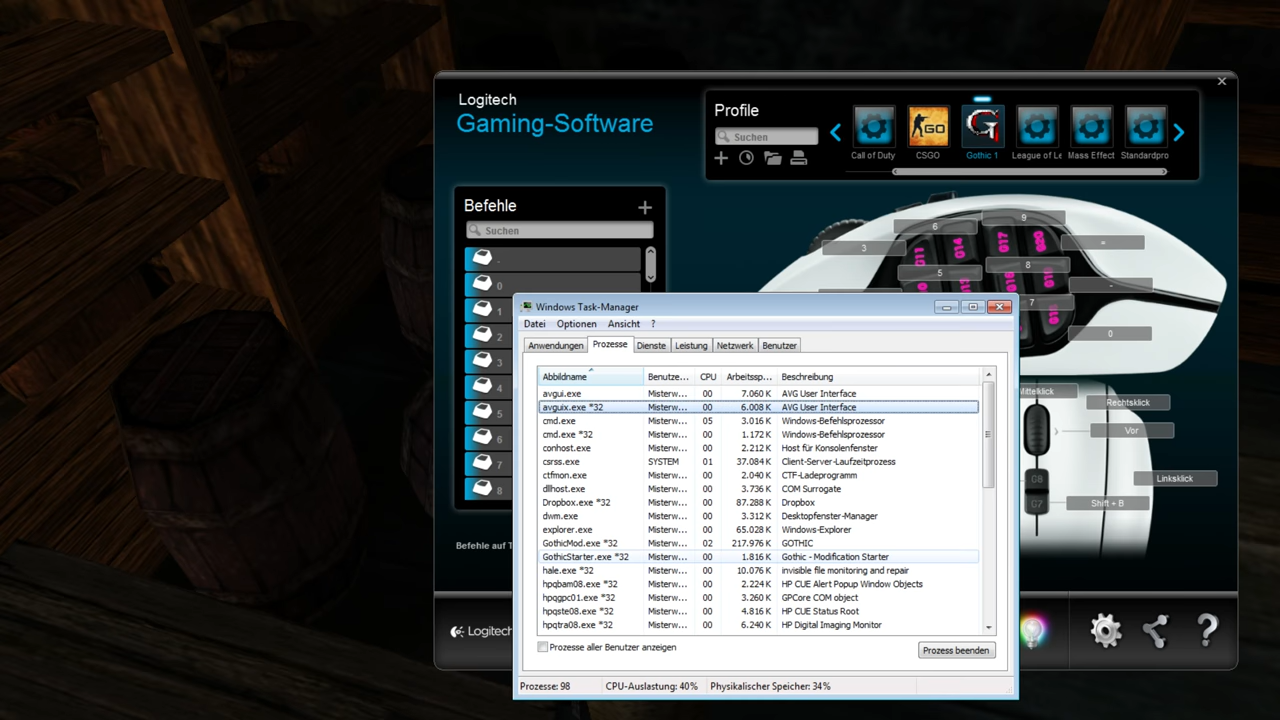 Logitech
Gaming-Software
Profile
Suchen
Call of Duty
CSGO
Gothic 1
League of Le
Mass Effect
Standardpro
Befehle
Suchen
.
0
1
2
3
4
5
6
7
8
Befehle auf T
3
6
9
=
5
8
-
7
0
G11
G14
G17
G20
Mittelklick
Rechtsklick
Vor
Linksklick
G8
G7
Shift + B
Logitech
Windows Task-Manager
Datei Optionen Ansicht ?
Anwendungen Prozesse Dienste Leistung Netzwerk Benutzer
Abbildname Benutze... CPU Arbeitssp... Beschreibung
avgui.exe Misterw... 00 7.060 K AVG User Interface
avguix.exe *32 Misterw... 00 6.008 K AVG User Interface
cmd.exe Misterw... 05 3.016 K Windows-Befehlsprozessor
cmd.exe *32 Misterw... 00 1.172 K Windows-Befehlsprozessor
conhost.exe Misterw... 00 2.212 K Host für Konsolenfenster
csrss.exe SYSTEM 01 37.084 K Client-Server-Laufzeitprozess
ctfmon.exe Misterw... 00 2.040 K CTF-Ladeprogramm
dllhost.exe Misterw... 00 3.736 K COM Surrogate
Dropbox.exe *32 Misterw... 00 87.288 K Dropbox
dwm.exe Misterw... 00 3.312 K Desktopfenster-Manager
explorer.exe Misterw... 00 65.028 K Windows-Explorer
GothicMod.exe *32 Misterw... 02 217.976 K GOTHIC
GothicStarter.exe *32 Misterw... 00 1.816 K Gothic - Modification Starter
hale.exe *32 Misterw... 00 10.076 K invisible file monitoring and repair
hpqbam08.exe *32 Misterw... 00 2.224 K HP CUE Alert Popup Window Objects
hpqgpc01.exe *32 Misterw... 00 3.260 K GPCore COM object
hpqste08.exe *32 Misterw... 00 4.816 K HP CUE Status Root
hpqtra08.exe *32 Misterw... 00 6.240 K HP Digital Imaging Monitor
Prozesse aller Benutzer anzeigen
Prozess beenden
Prozesse: 98 CPU-Auslastung: 40% Physikalischer Speicher: 34%